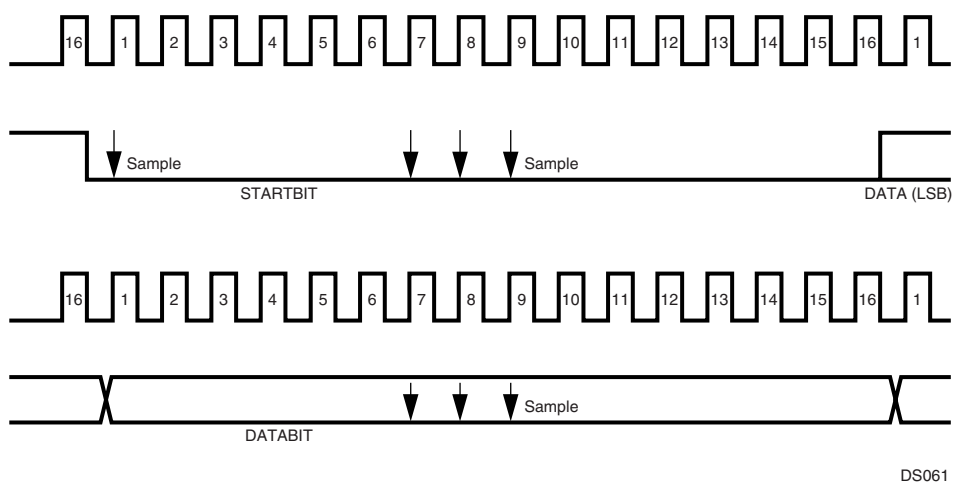 16 1 2 3 4 5 6 7 8 9 10 11 12 13 14 15 16 1
Sample Sample
STARTBIT DATA (LSB)
16 1 2 3 4 5 6 7 8 9 10 11 12 13 14 15 16 1
Sample
DATABIT
DS061